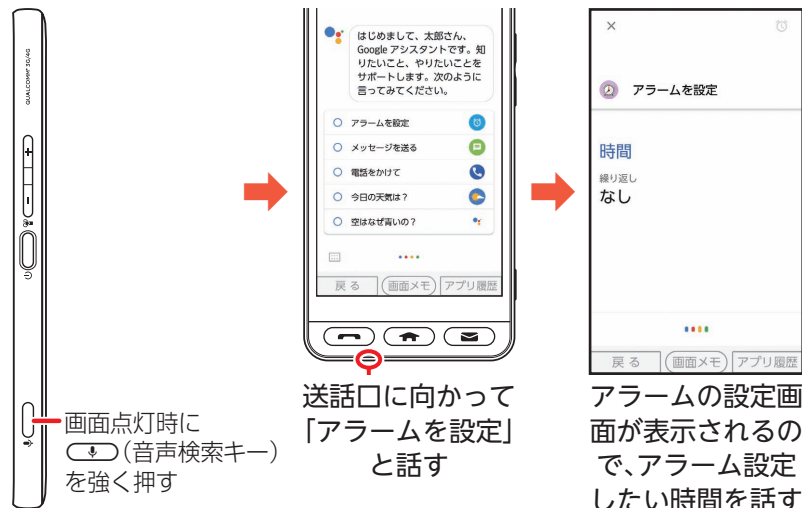 QUALCOMM 3G/4G
画面点灯時に
(音声検索キー)
を強く押す
はじめまして、太郎さん、
Google アシスタントです。知
りたいこと、やりたいことを
サポートします。次のように
言ってみてください。
アラームを設定
メッセージを送る
電話をかけて
今日の天気は?
空はなぜ青いの?
戻る 画面メモ アプリ履歴
送話口に向かって
「アラームを設定」
と話す
アラームを設定
時間
繰り返し
なし
戻る 画面メモ アプリ履歴
アラームの設定画
面が表示されるの
で、アラーム設定
したい時間を話す